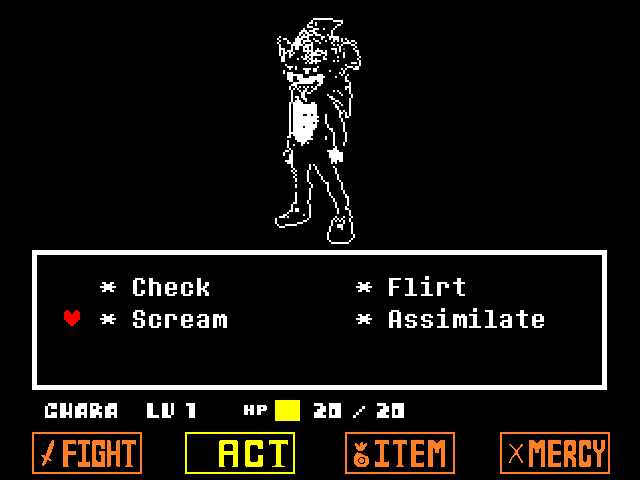 * Check * Flirt
* Scream * Assimilate
CHARA LV 1 HP 20 / 20
FIGHT ACT ITEM MERCY